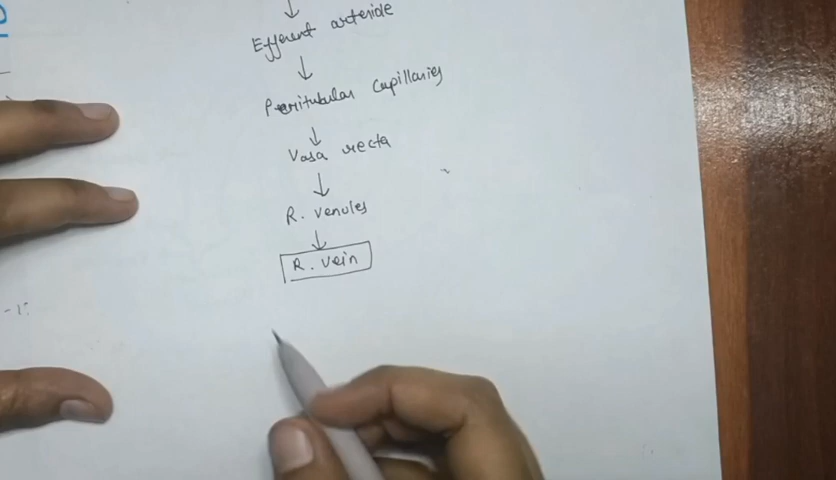 Efferent arteriole
Peritubular Capillaries
Vasa recta
R. venules
R. vein